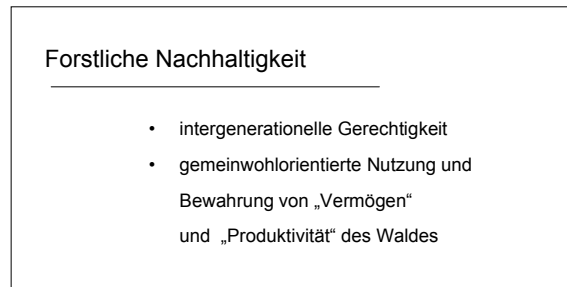 Forstliche Nachhaltigkeit
• intergenerationelle Gerechtigkeit
• gemeinwohlorientierte Nutzung und
Bewahrung von „Vermögen“
und „Produktivität“ des Waldes